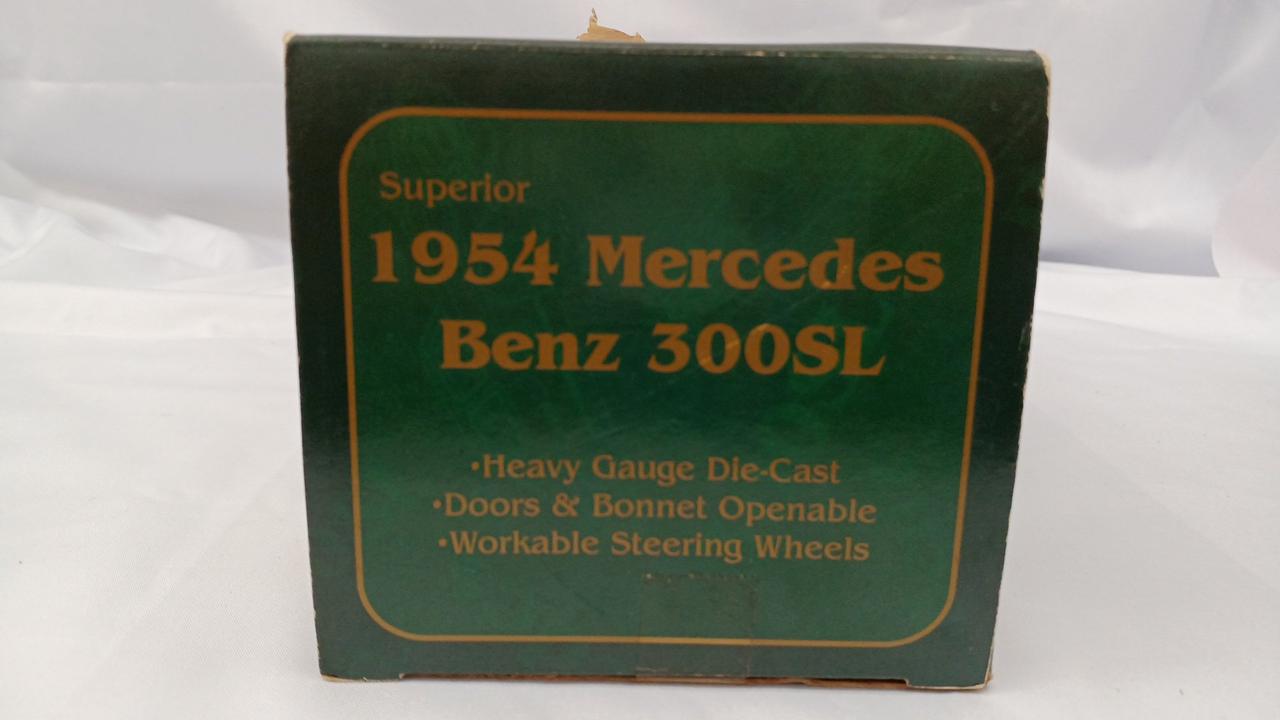 Superior
1954 Mercedes
Benz 300SL
•Heavy Gauge Die-Cast
•Doors & Bonnet Openable
•Workable Steering Wheels